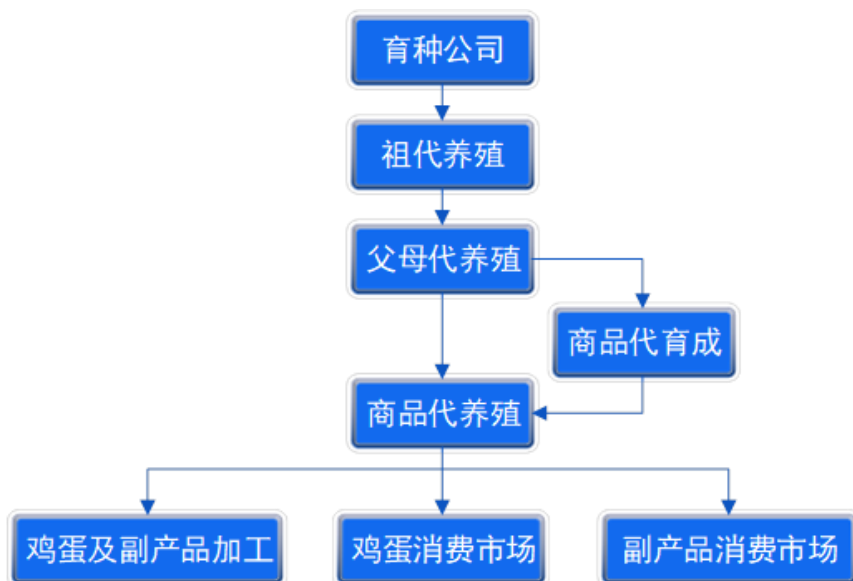 育种公司
祖代养殖
父母代养殖
商品代育成
商品代养殖
鸡蛋及副产品加工
鸡蛋消费市场
副产品消费市场